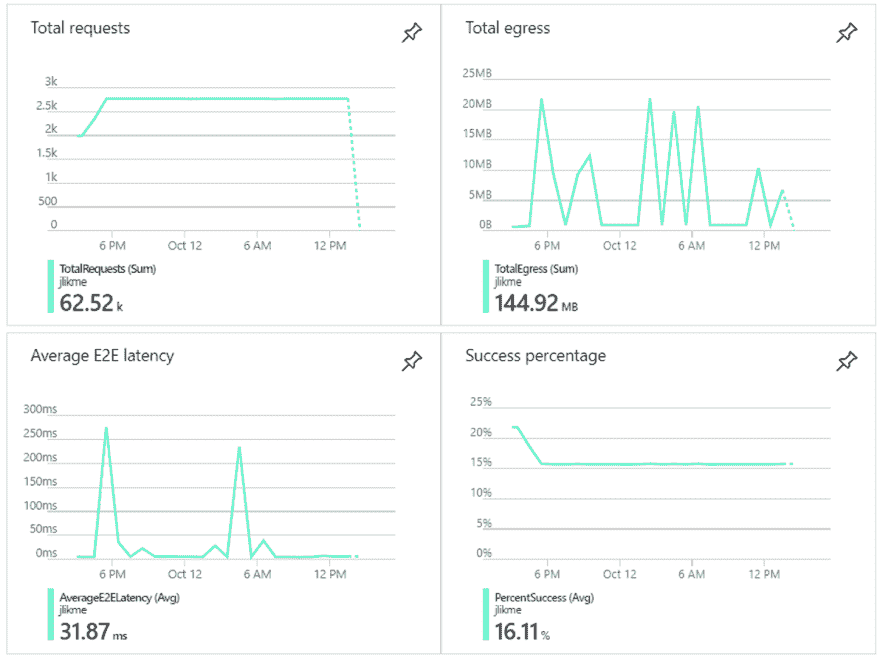 Total requests
3k
2.5k
2k
1.5k
1k
500
0
6 PM Oct 12 6 AM 12 PM
TotalRequests (Sum)
jlikme
62.52 k
Total egress
25MB
20MB
15MB
10MB
5MB
0B
6 PM Oct 12 6 AM 12 PM
TotalEgress (Sum)
jlikme
144.92 MB
Average E2E latency
300ms
250ms
200ms
150ms
100ms
50ms
0ms
6 PM Oct 12 6 AM 12 PM
AverageE2ELatency (Avg)
jlikme
31.87 ms
Success percentage
25%
20%
15%
10%
5%
0%
6 PM Oct 12 6 AM 12 PM
PercentSuccess (Avg)
jlikme
16.11 %